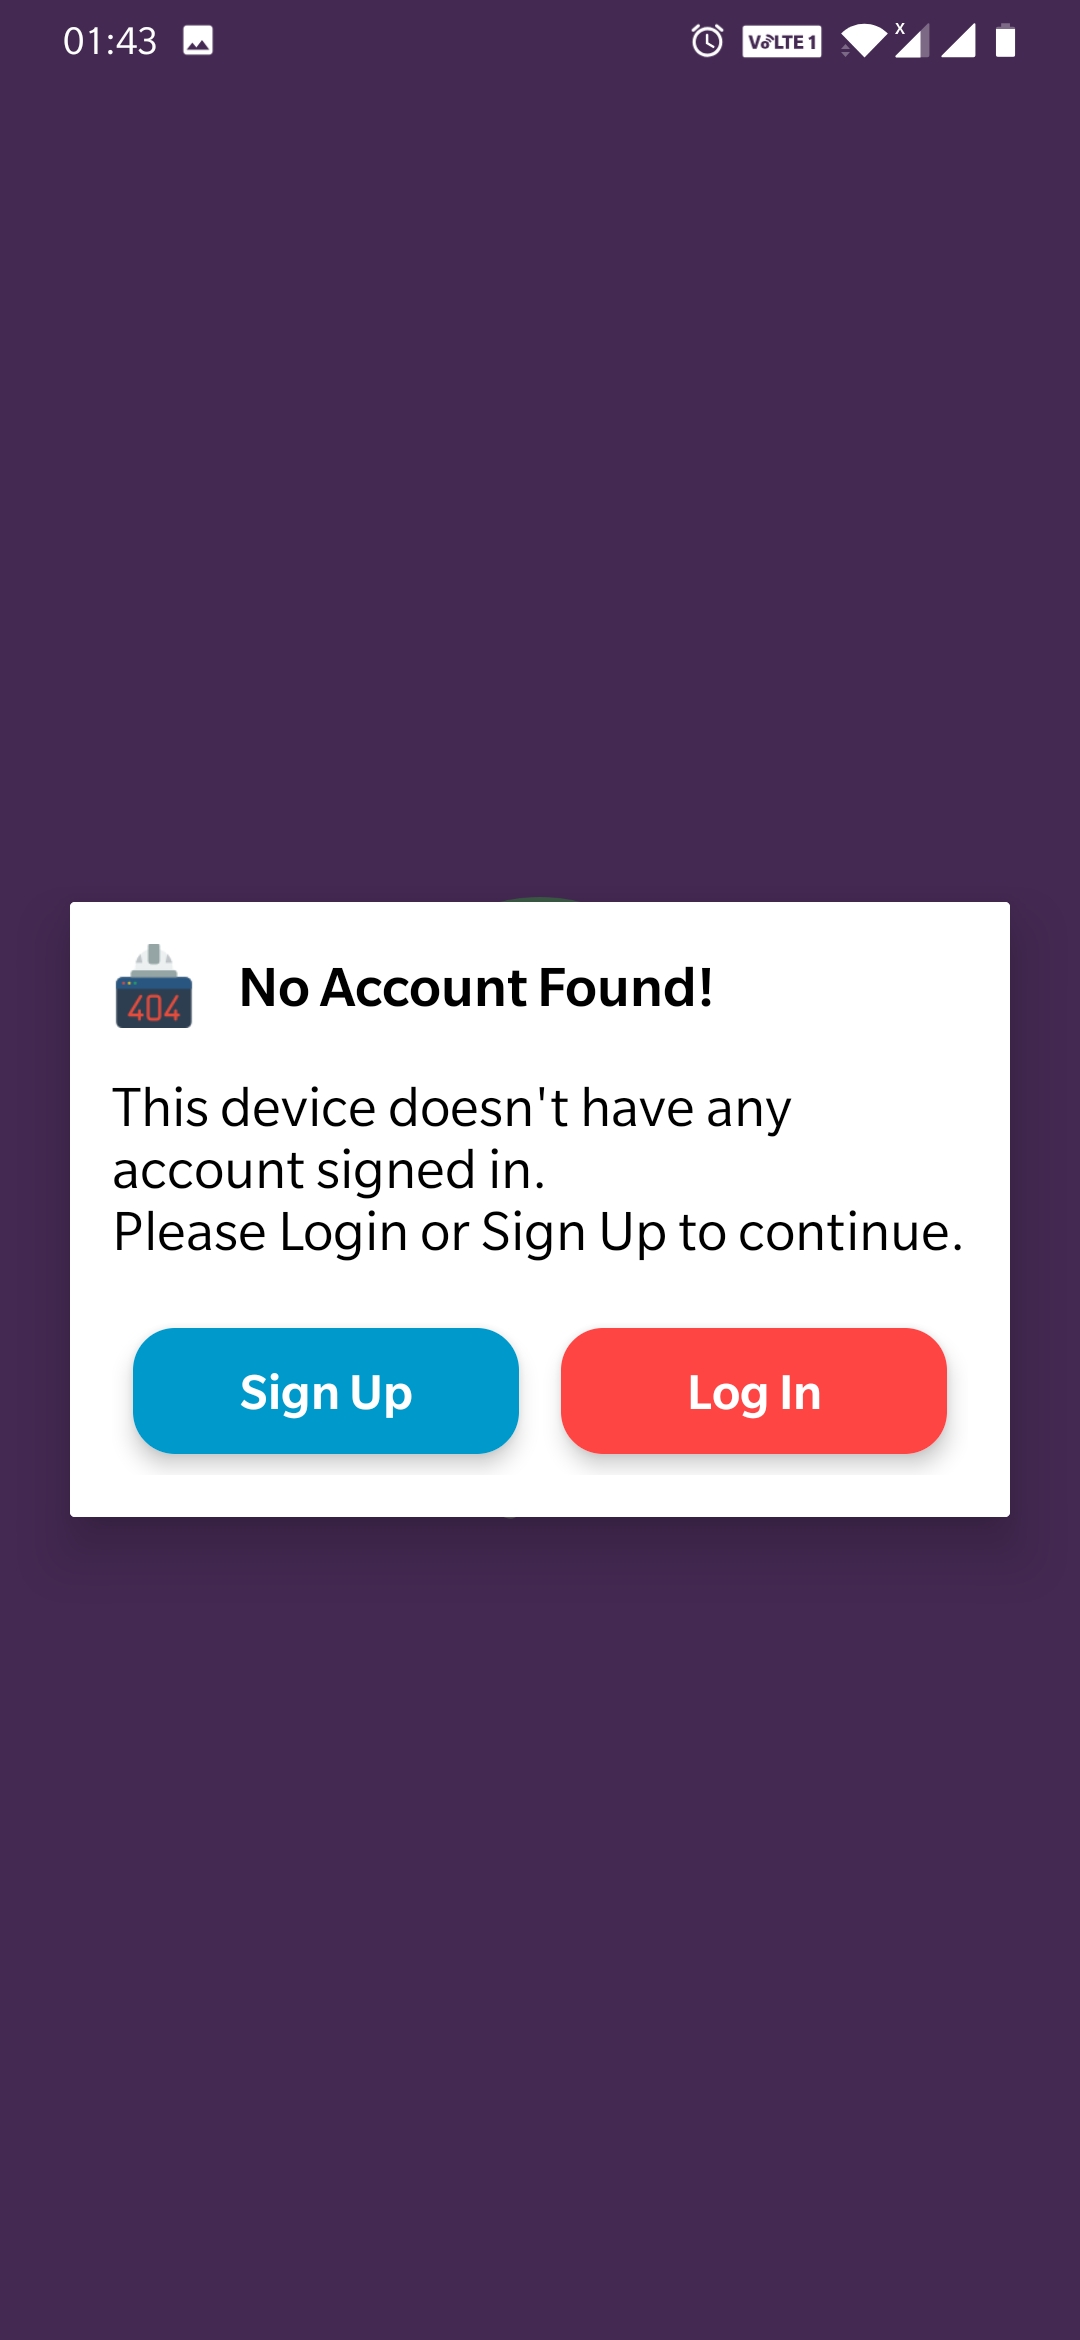 01:43
VoLTE 1
x
404
No Account Found!
This device doesn't have any
account signed in.
Please Login or Sign Up to continue.
Sign Up
Log In